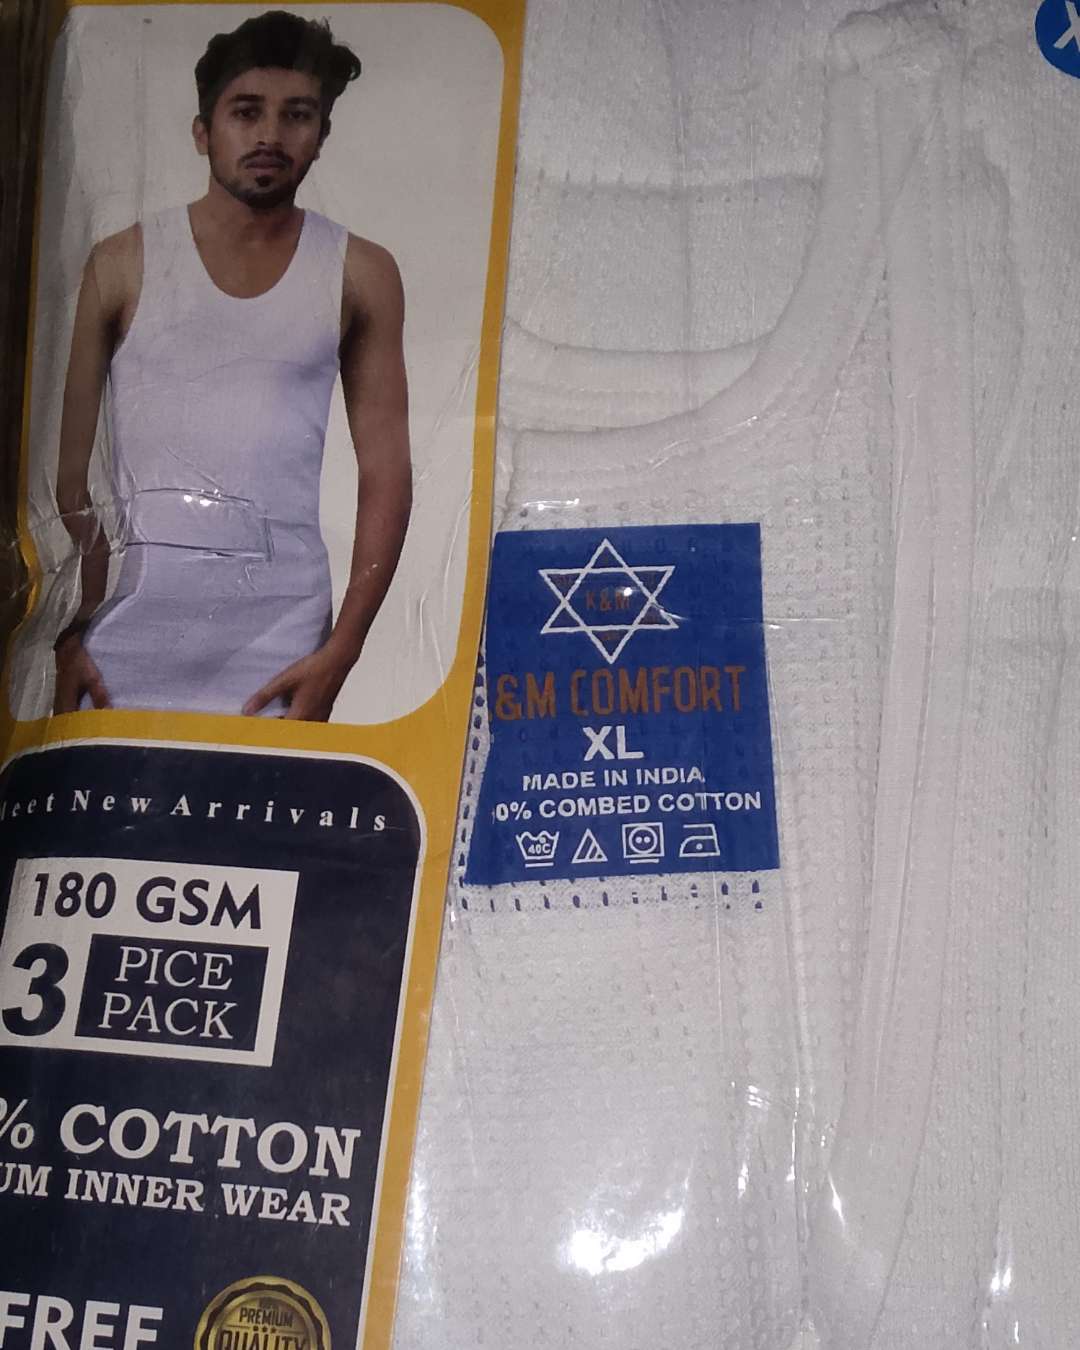 X
K&M
&M COMFORT
XL
MADE IN INDIA
0% COMBED COTTON
40C
eet New Arrivals
180 GSM
3 PICE
PACK
% COTTON
UM INNER WEAR
FREE
PREMIUM
QUALITY